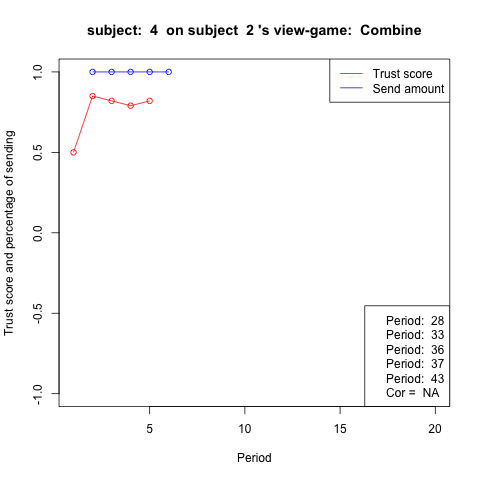 subject:  4  on subject  2 's view-game:  Combine
Trust score
Send amount
Trust score and percentage of sending
1.0
0.5
0.0
-0.5
-1.0
Period:  28
Period:  33
Period:  36
Period:  37
Period:  43
Cor =  NA
5
10
15
20
Period